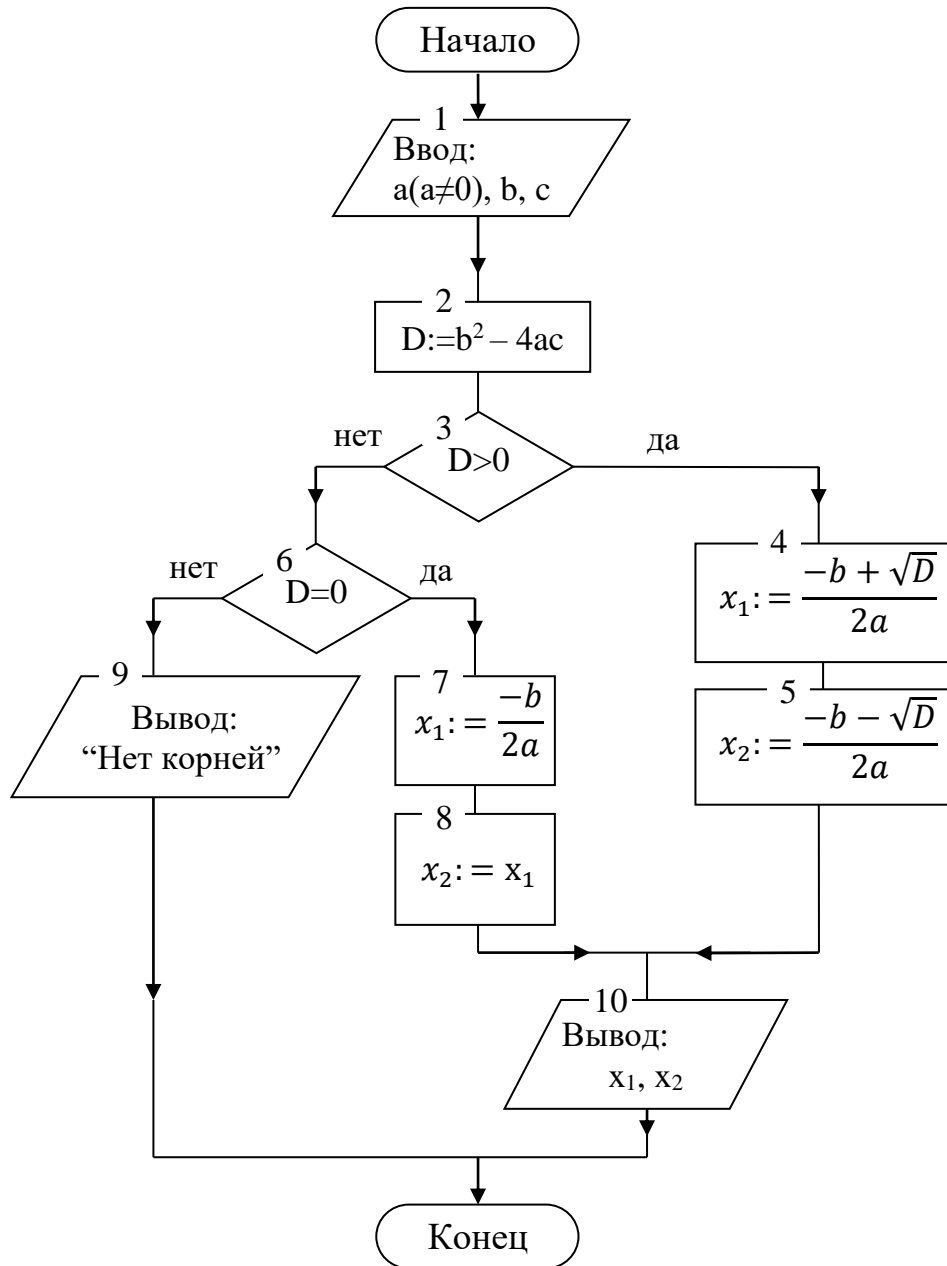 Начало
1
Ввод:
a(a≠0), b, c
2
D:=b² – 4ac
3
нет
да
D>0
6
нет
да
D=0
4
x₁:= (−b + √D)/2a
5
x₂:= (−b − √D)/2a
9
Вывод:
“Нет корней”
7
x₁:= −b/2a
8
x₂:= x₁
10
Вывод:
x₁, x₂
Конец